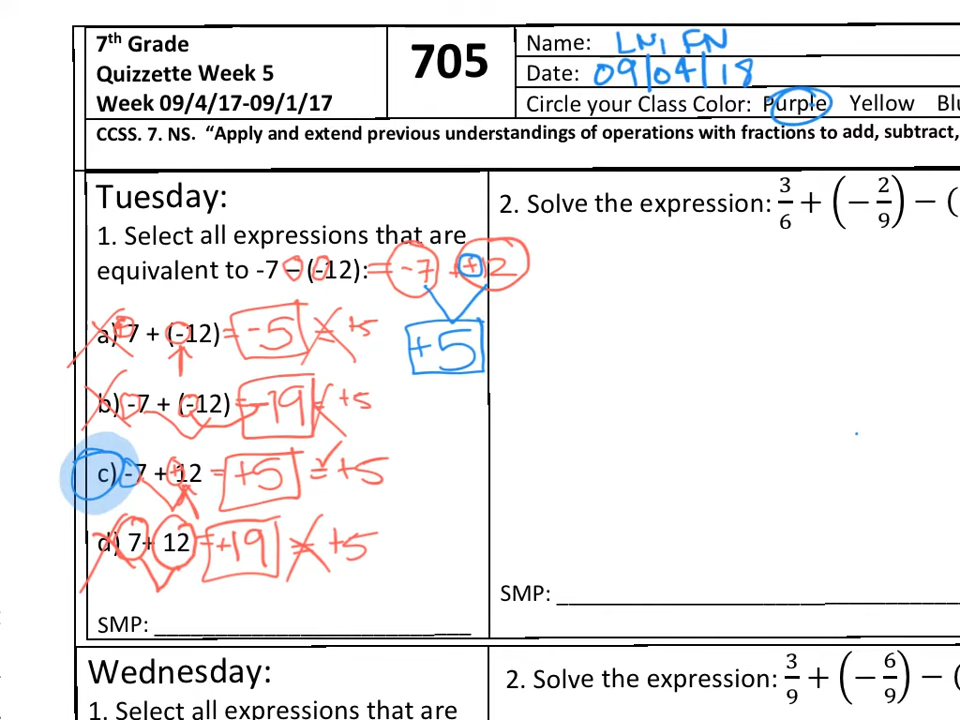 7th Grade
Quizzette Week 5
Week 09/4/17-09/1/17
705
Name: LN, FN
Date: 09/04/18
Circle your Class Color: Purple Yellow Blu
CCSS. 7. NS. "Apply and extend previous understandings of operations with fractions to add, subtract,
Tuesday:
1. Select all expressions that are
equivalent to -7 – (-12): = -7 + +12
+5
a) 7 + (-12) = -5 = +5
b) -7 + (-12) = -19 = +5
c) -7 + 12 = +5 = +5
d) 7+ 12 = +19 = +5
SMP: ____
2. Solve the expression: 3/6 + (−2/9) − (
SMP: ____
Wednesday:
1. Select all expressions that are
2. Solve the expression: 3/9 + (−6/9) − (